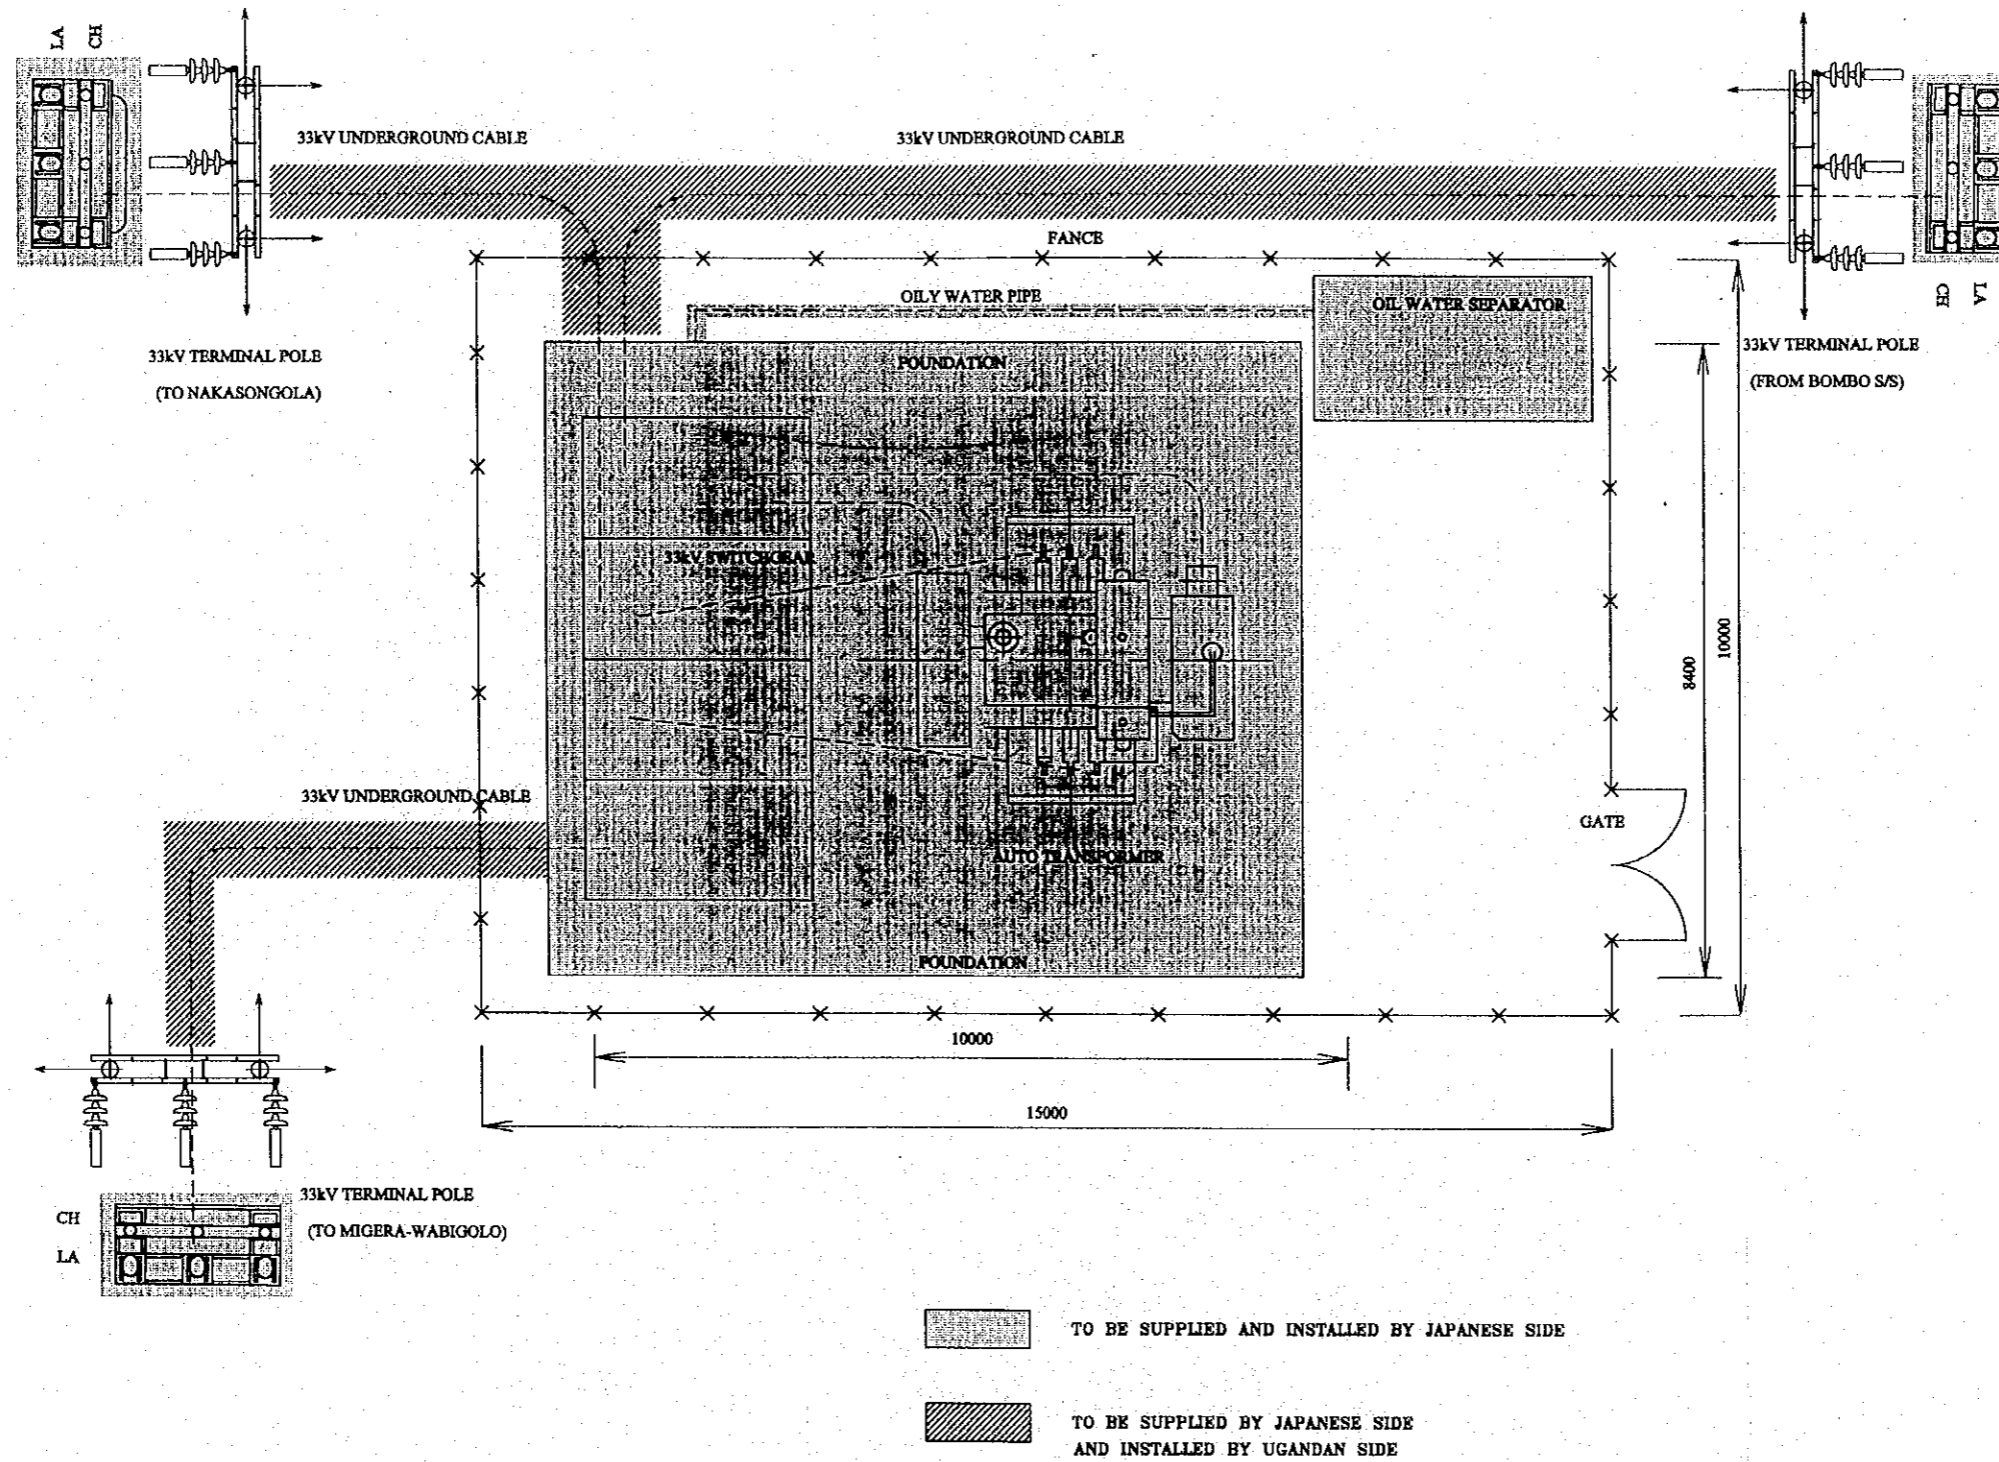 LA
CH
33kV UNDERGROUND CABLE
33kV UNDERGROUND CABLE
FANCE
OILY WATER PIPE
OIL WATER SEPARATOR
CH
LA
33kV TERMINAL POLE
(TO NAKASONGOLA)
33kV TERMINAL POLE
(FROM BOMBO S/S)
POUNDATION
33kV SWITCHGEAR
8400
10000
33kV UNDERGROUND CABLE
GATE
AUTO TRANSFORMER
POUNDATION
10000
15000
33kV TERMINAL POLE
(TO MIGERA-WABIGOLO)
CH
LA
TO BE SUPPLIED AND INSTALLED BY JAPANESE SIDE
TO BE SUPPLIED BY JAPANESE SIDE
AND INSTALLED BY UGANDAN SIDE